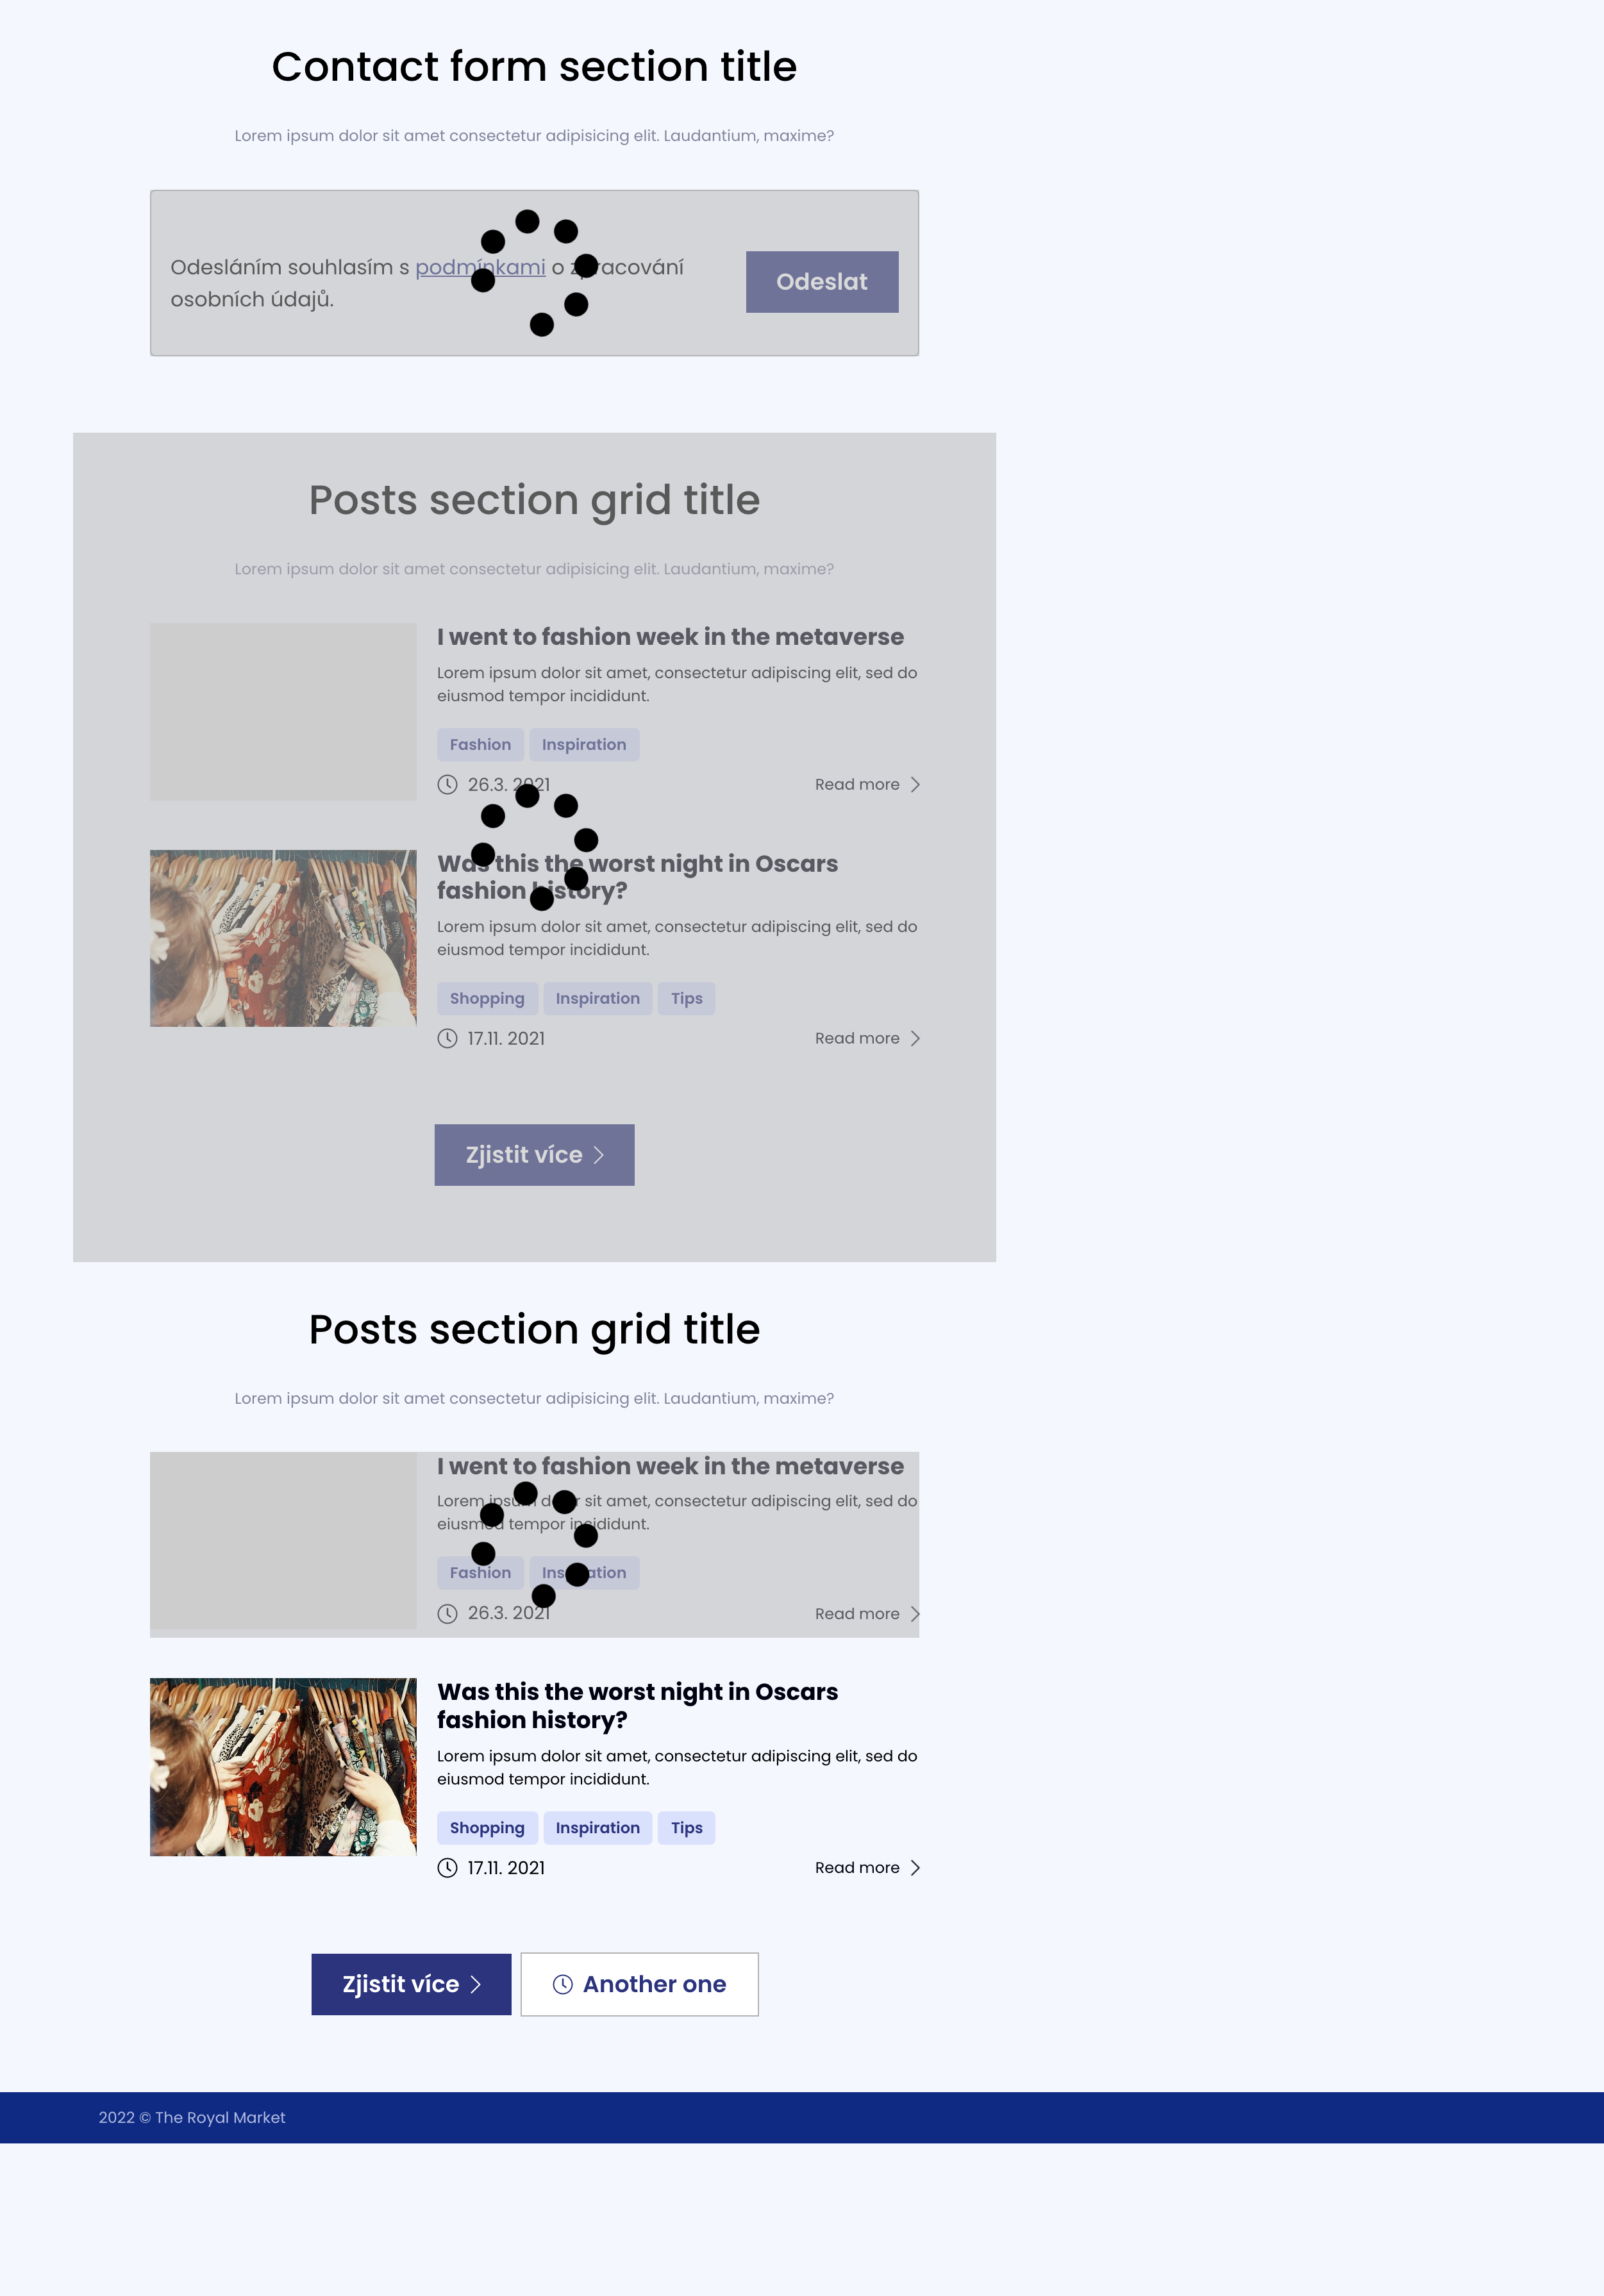 Contact form section title
Lorem ipsum dolor sit amet consectetur adipisicing elit. Laudantium, maxime?
Odesláním souhlasím s podmínkami o zpracování
osobních údajů.
Odeslat
Posts section grid title
Lorem ipsum dolor sit amet consectetur adipisicing elit. Laudantium, maxime?
I went to fashion week in the metaverse
Lorem ipsum dolor sit amet, consectetur adipiscing elit, sed do
eiusmod tempor incididunt.
Fashion Inspiration
26.3. 2021 Read more
Was this the worst night in Oscars
fashion history?
Lorem ipsum dolor sit amet, consectetur adipiscing elit, sed do
eiusmod tempor incididunt.
Shopping Inspiration Tips
17.11. 2021 Read more
Zjistit více
Posts section grid title
Lorem ipsum dolor sit amet consectetur adipisicing elit. Laudantium, maxime?
I went to fashion week in the metaverse
Lorem ipsum dolor sit amet, consectetur adipiscing elit, sed do
eiusmod tempor incididunt.
Fashion Inspiration
26.3. 2021 Read more
Was this the worst night in Oscars
fashion history?
Lorem ipsum dolor sit amet, consectetur adipiscing elit, sed do
eiusmod tempor incididunt.
Shopping Inspiration Tips
17.11. 2021 Read more
Zjistit více Another one
2022 © The Royal Market